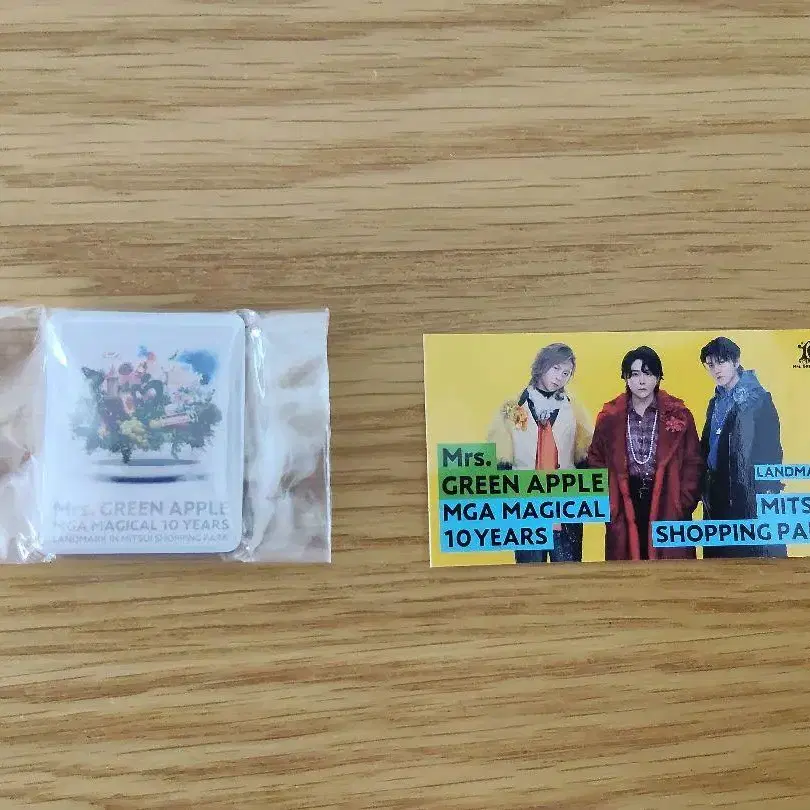 Mrs. GREEN APPLE
MGA MAGICAL 10 YEARS
LANDMARK IN MITSUI SHOPPING PARK
Mrs.
GREEN APPLE
MGA MAGICAL
10 YEARS
LANDMA
MITS
SHOPPING PA